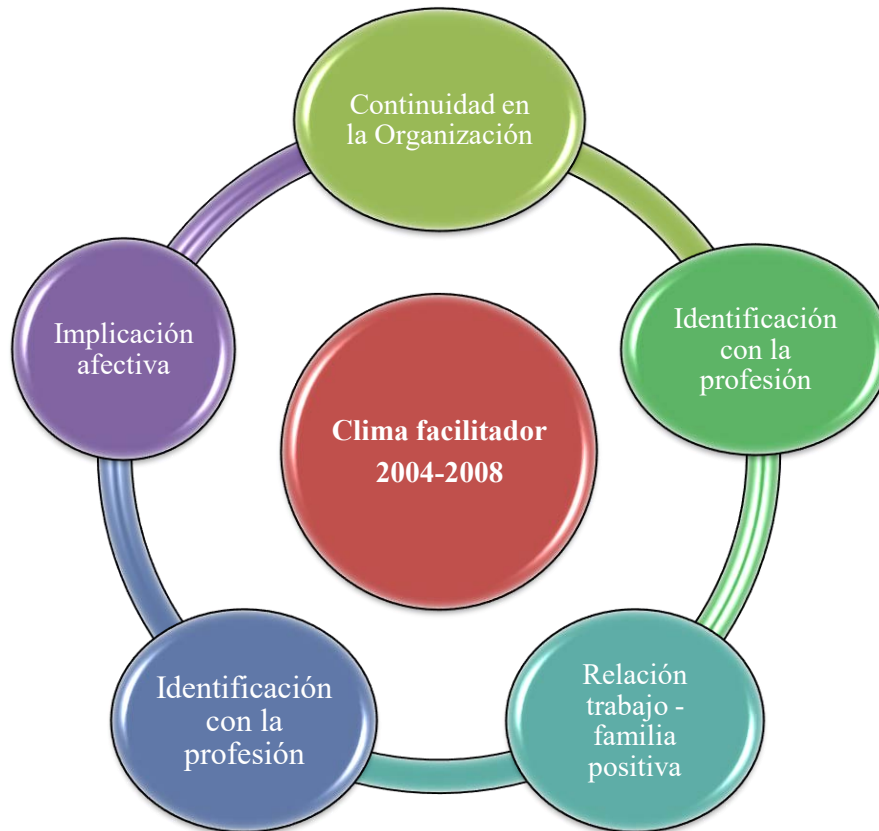 Continuidad en
la Organización
Identificación
con la
profesión
Relación
trabajo -
familia
positiva
Identificación
con la
profesión
Implicación
afectiva
Clima facilitador
2004-2008